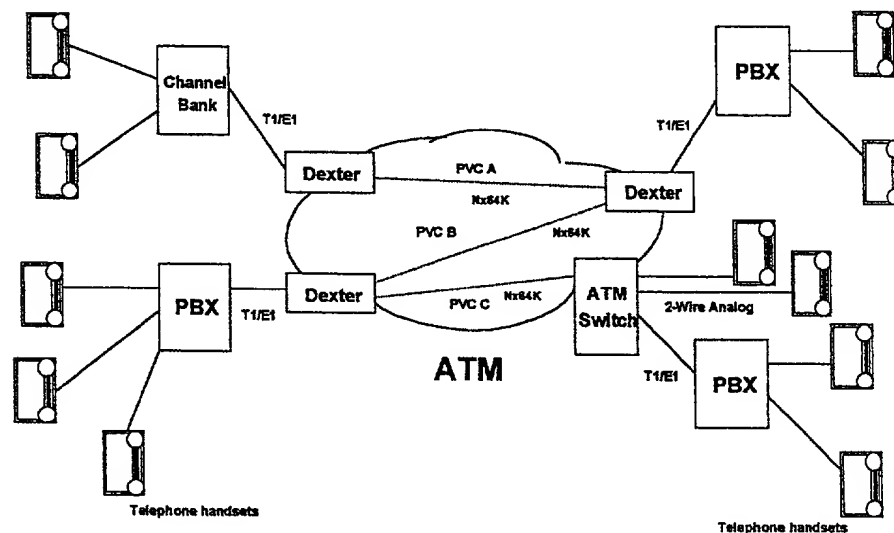 PBX
Channel
Bank
T1/E1
T1/E1
Dexter
PVC A
Dexter
Nx64K
PVC B
Nx64K
PBX
T1/E1
Dexter
PVC C
Nx64K
ATM
Switch
2-Wire Analog
ATM
T1/E1
PBX
Telephone handsets
Telephone handsets